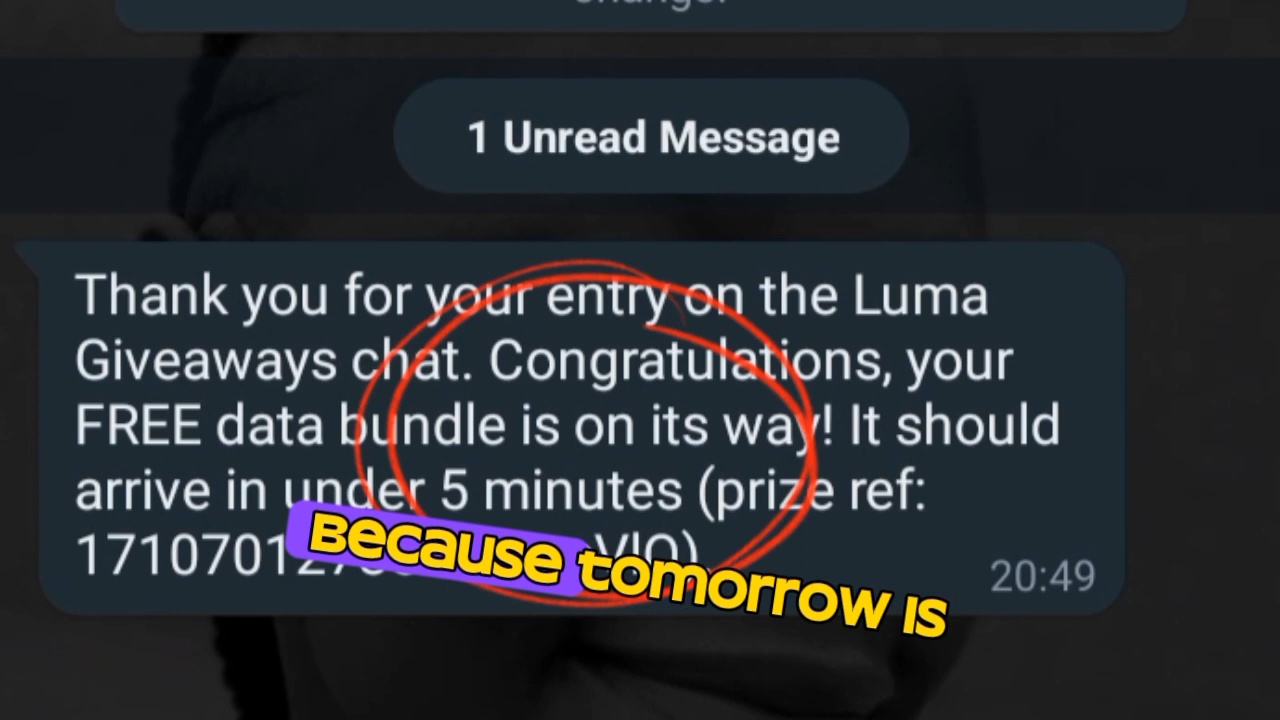 change.
1 Unread Message
Thank you for your entry on the Luma
Giveaways chat. Congratulations, your
FREE data bundle is on its way! It should
arrive in under 5 minutes (prize ref:
20:49
Because tomorrow is